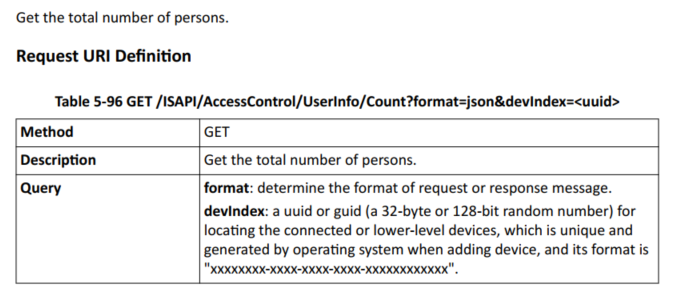 Get the total number of persons.
Request URI Definition
Table 5-96 GET /ISAPI/AccessControl/UserInfo/Count?format=json&devIndex=<uuid>
Method GET
Description Get the total number of persons.
Query format: determine the format of request or response message.
devIndex: a uuid or guid (a 32-byte or 128-bit random number) for
locating the connected or lower-level devices, which is unique and
generated by operating system when adding device, and its format is
"xxxxxxxx-xxxx-xxxx-xxxx-xxxxxxxxxxxx".